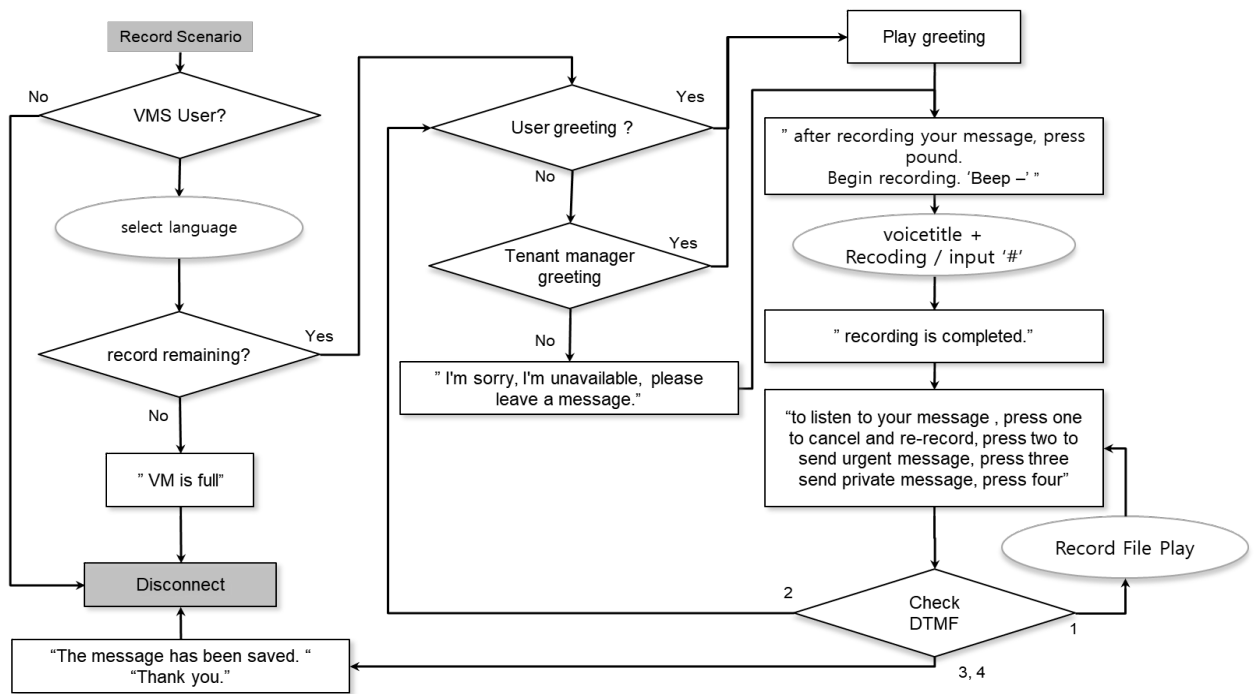 Record Scenario
No
VMS User?
select language
record remaining?
Yes
No
” VM is full”
Disconnect
“The message has been saved. “
“Thank you.”
User greeting ?
Yes
No
Tenant manager
greeting
Yes
No
” I'm sorry, I'm unavailable, please
leave a message.”
Play greeting
” after recording your message, press
pound.
Begin recording. ‘Beep –’ ”
voicetitle +
Recoding / input ‘#’
” recording is completed.”
“to listen to your message , press one
to cancel and re-record, press two to
send urgent message, press three
send private message, press four”
Record File Play
Check
DTMF
2
1
3, 4